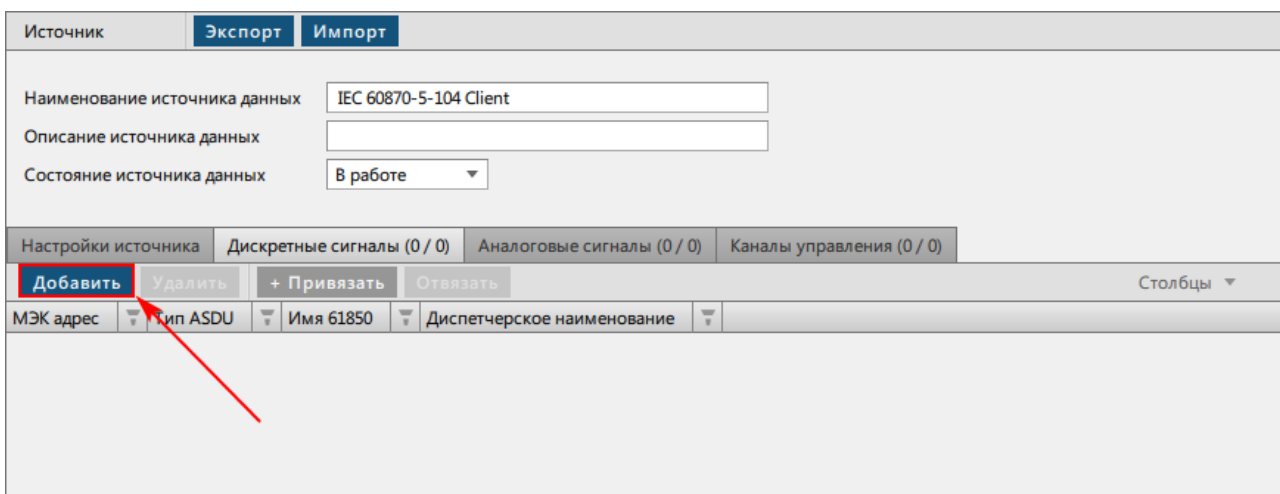 Источник Экспорт Импорт
Наименование источника данных IEC 60870-5-104 Client
Описание источника данных
Состояние источника данных В работе
Настройки источника Дискретные сигналы (0 / 0) Аналоговые сигналы (0 / 0) Каналы управления (0 / 0)
Добавить Удалить + Привязать Отвязать Столбцы
МЭК адрес Тип ASDU Имя 61850 Диспетчерское наименование